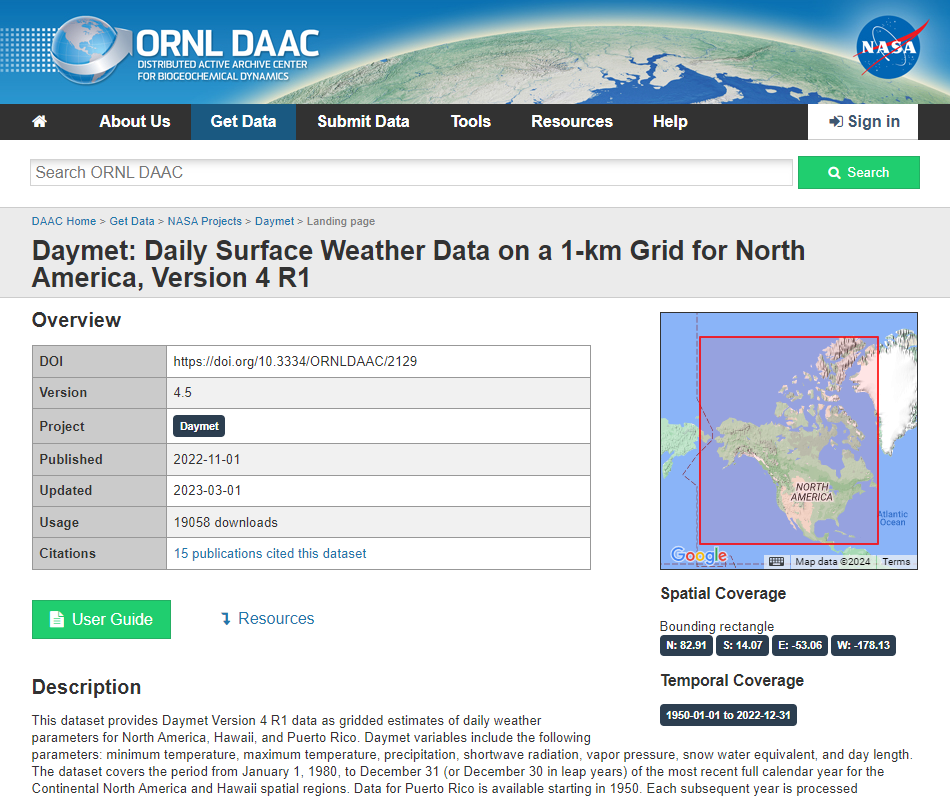 ORNL DAAC
DISTRIBUTED ACTIVE ARCHIVE CENTER
FOR BIOGEOCHEMICAL DYNAMICS
NASA
About Us Get Data Submit Data Tools Resources Help Sign in
Search ORNL DAAC Search
DAAC Home > Get Data > NASA Projects > Daymet > Landing page
Daymet: Daily Surface Weather Data on a 1-km Grid for North
America, Version 4 R1
Overview
DOI https://doi.org/10.3334/ORNLDAAC/2129
Version 4.5
Project Daymet
Published 2022-11-01
Updated 2023-03-01
Usage 19058 downloads
Citations 15 publications cited this dataset
NORTH
AMERICA
Atlantic
Ocean
Google Map data ©2024 Terms
User Guide Resources
Spatial Coverage
Bounding rectangle
N: 82.91 S: 14.07 E: -53.06 W: -178.13
Temporal Coverage
1950-01-01 to 2022-12-31
Description
This dataset provides Daymet Version 4 R1 data as gridded estimates of daily weather
parameters for North America, Hawaii, and Puerto Rico. Daymet variables include the following
parameters: minimum temperature, maximum temperature, precipitation, shortwave radiation, vapor pressure, snow water equivalent, and day length.
The dataset covers the period from January 1, 1980, to December 31 (or December 30 in leap years) of the most recent full calendar year for the
Continental North America and Hawaii spatial regions. Data for Puerto Rico is available starting in 1950. Each subsequent year is processed